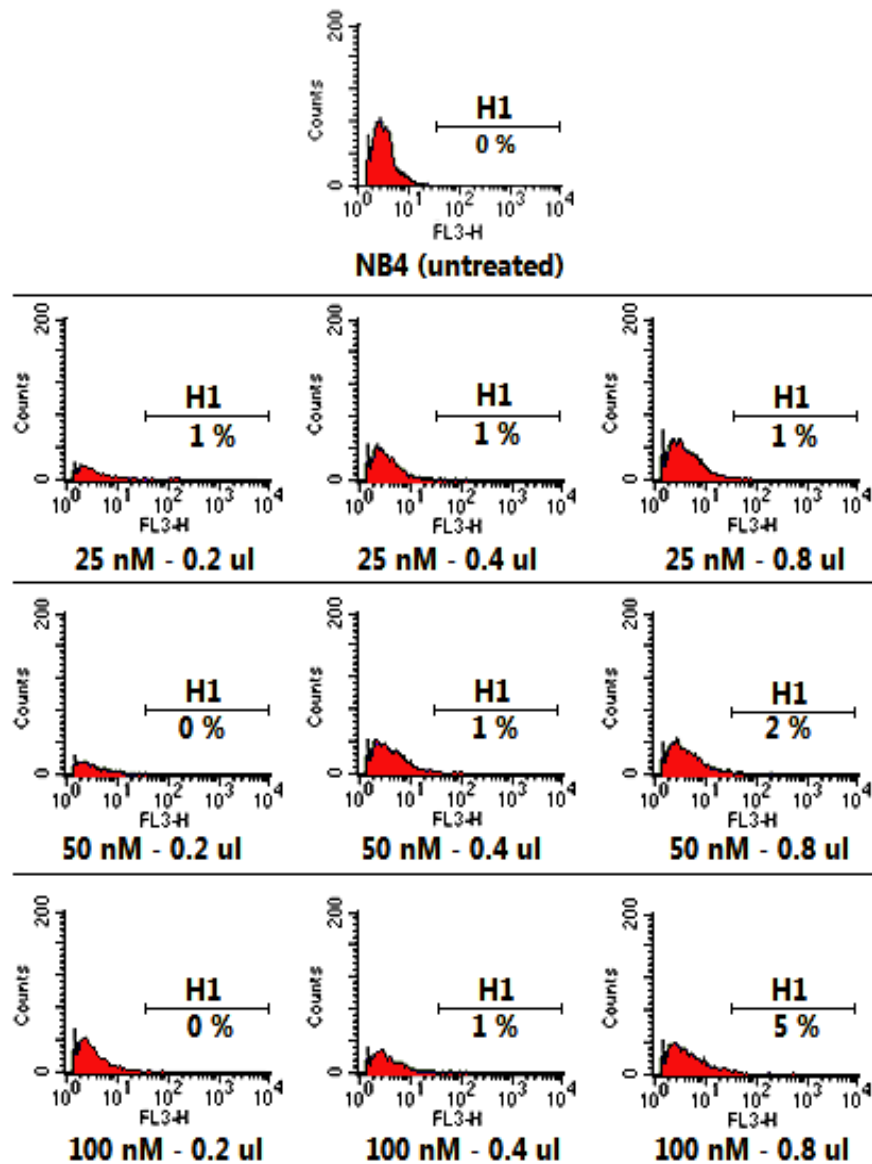 200
Counts
0
H1
0 %
10^0 10^1 10^2 10^3 10^4
FL3-H
NB4 (untreated)
200 200 200
Counts Counts Counts
H1 H1 H1
1 % 1 % 1 %
0 0 0
10^0 10^1 10^2 10^3 10^4 10^0 10^1 10^2 10^3 10^4 10^0 10^1 10^2 10^3 10^4
FL3-H FL3-H FL3-H
25 nM - 0.2 ul 25 nM - 0.4 ul 25 nM - 0.8 ul
200 200 200
Counts Counts Counts
H1 H1 H1
0 % 1 % 2 %
0 0 0
10^0 10^1 10^2 10^3 10^4 10^0 10^1 10^2 10^3 10^4 10^0 10^1 10^2 10^3 10^4
FL3-H FL3-H FL3-H
50 nM - 0.2 ul 50 nM - 0.4 ul 50 nM - 0.8 ul
200 200 200
Counts Counts Counts
H1 H1 H1
0 % 1 % 5 %
0 0 0
10^0 10^1 10^2 10^3 10^4 10^0 10^1 10^2 10^3 10^4 10^0 10^1 10^2 10^3 10^4
FL3-H FL3-H FL3-H
100 nM - 0.2 ul 100 nM - 0.4 ul 100 nM - 0.8 ul